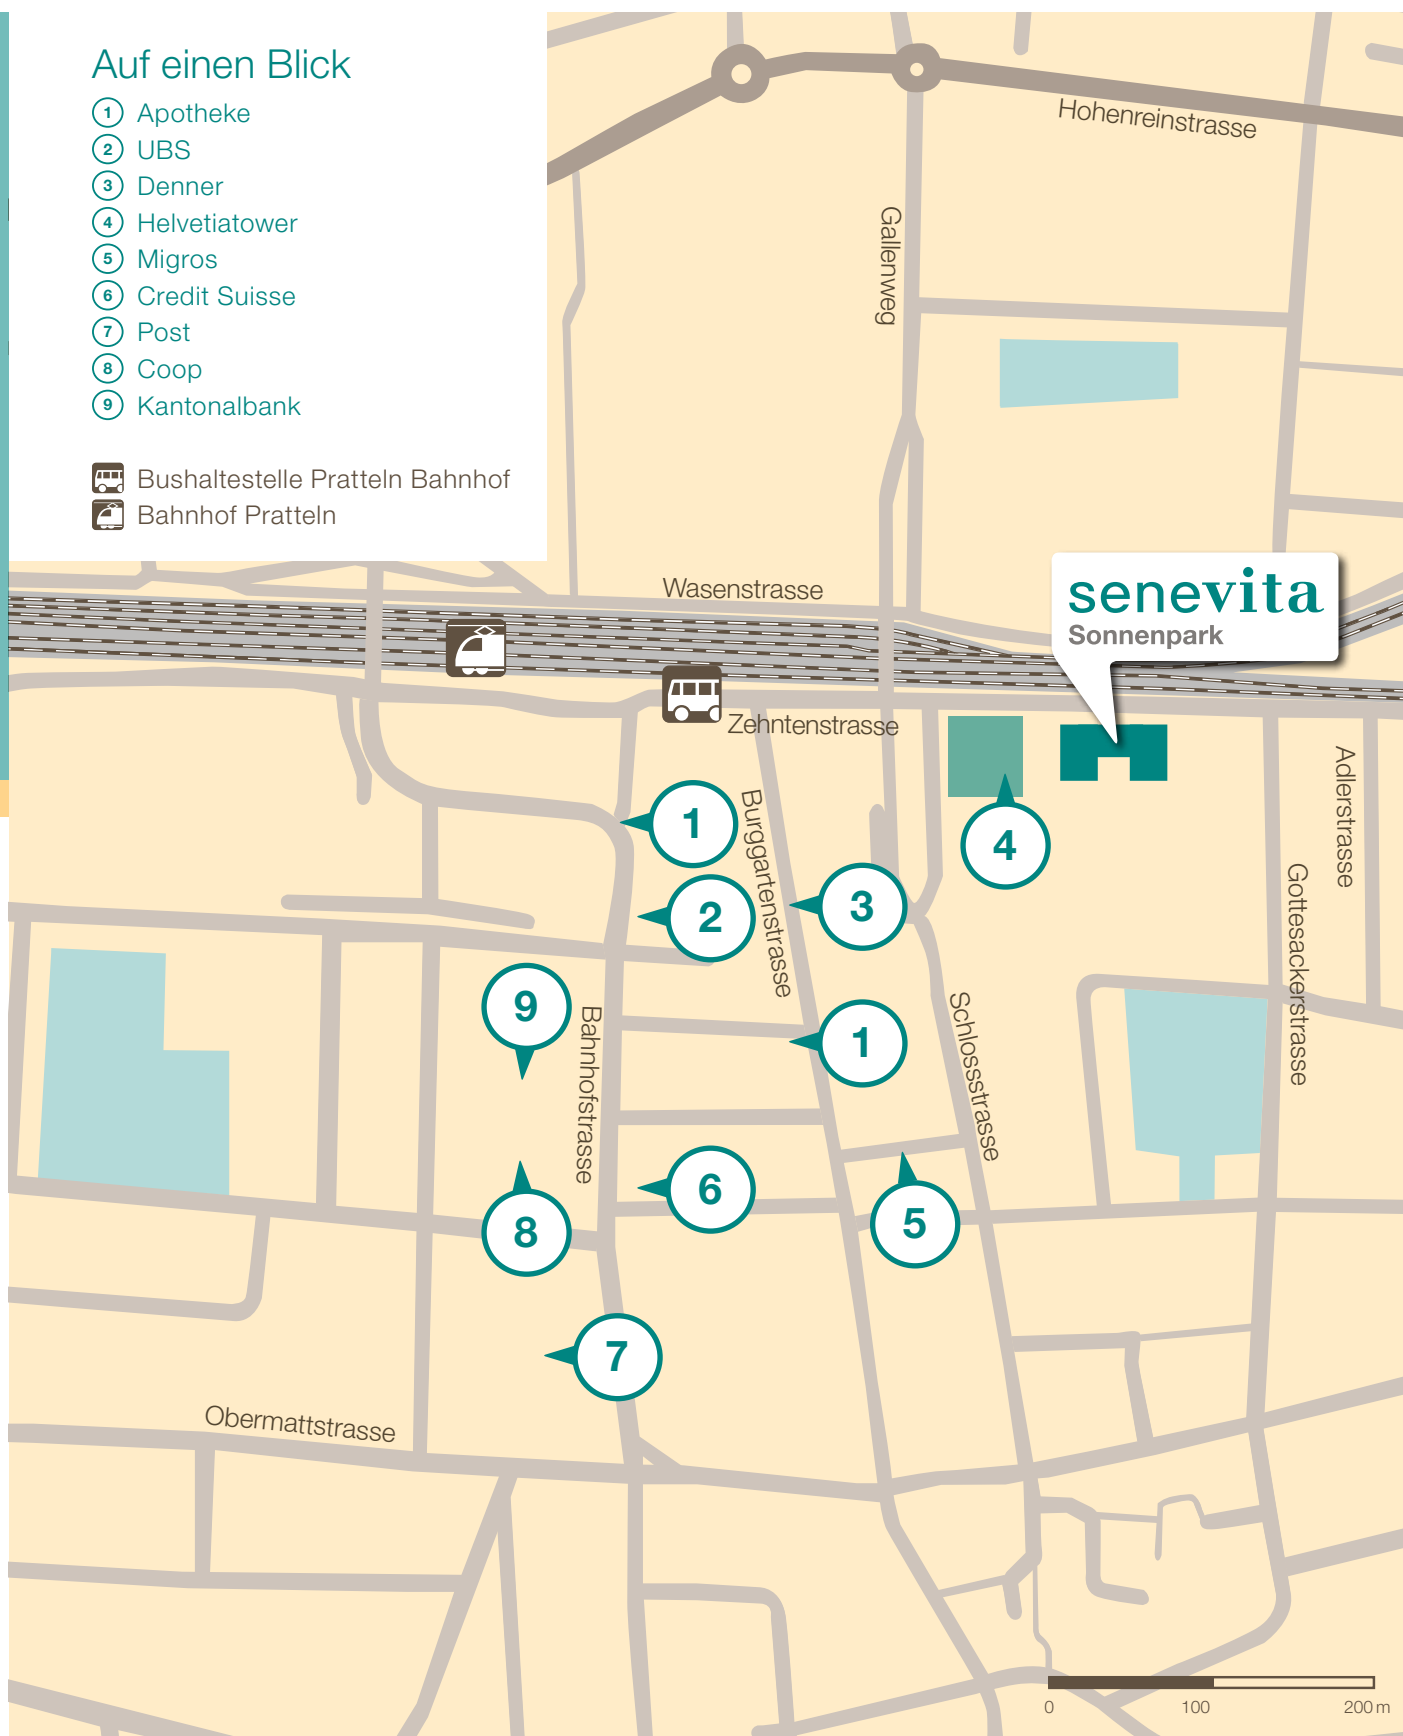 Auf einen Blick
1 Apotheke
2 UBS
3 Denner
4 Helvetiatower
5 Migros
6 Credit Suisse
7 Post
8 Coop
9 Kantonalbank
Bushaltestelle Pratteln Bahnhof
Bahnhof Pratteln
Hohenreinstrasse
Gallenweg
Wasenstrasse
senevita
Sonnenpark
Zehntenstrasse
Adlerstrasse
Burggartenstrasse
1
4
Gottesackerstrasse
2
3
9
Bahnhofstrasse
1
Schlossstrasse
6
8
5
7
Obermattstrasse
0 100 200 m